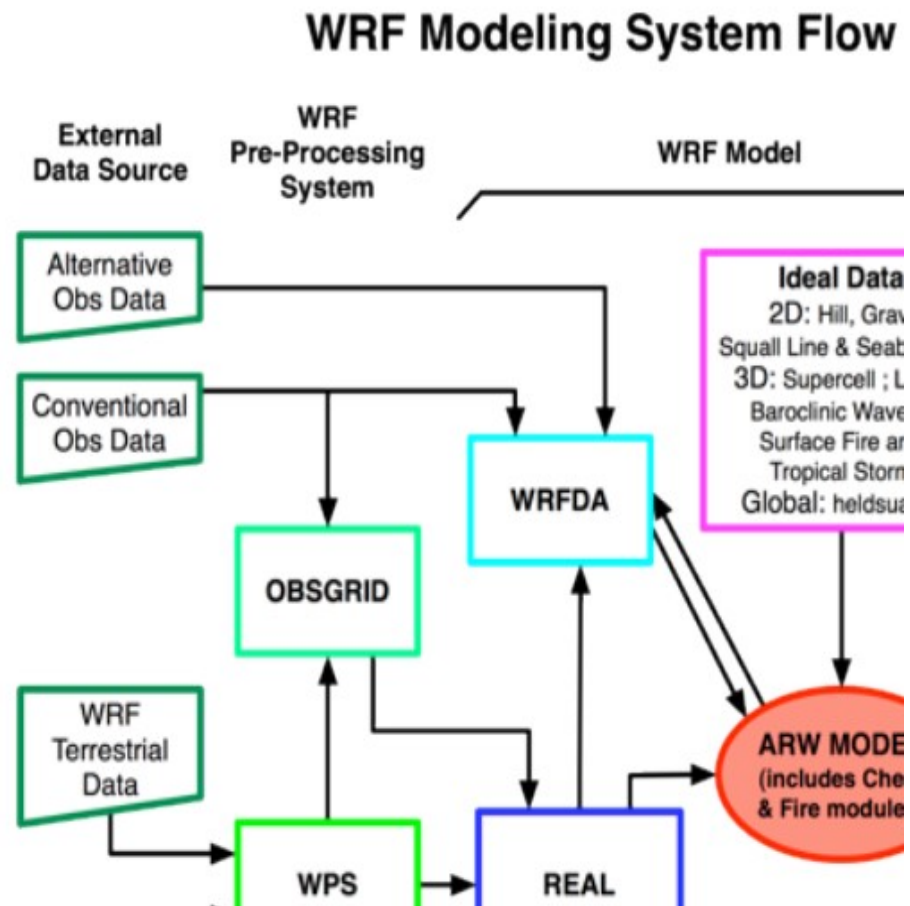 WRF Modeling System Flow
External
Data Source
WRF
Pre-Processing
System
WRF Model
Alternative
Obs Data
Conventional
Obs Data
WRF
Terrestrial
Data
OBSGRID
WPS
WRFDA
REAL
Ideal Data
2D: Hill, Grav
Squall Line & Seab
3D: Supercell ; L
Baroclinic Wave
Surface Fire an
Tropical Storm
Global: heldsua
ARW MODE
(includes Che
& Fire module